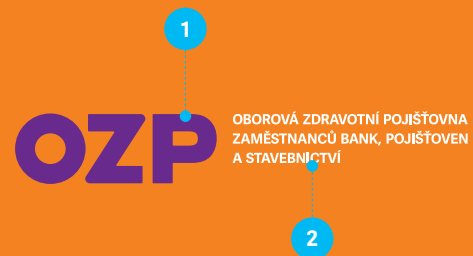 1
OZP
OBOROVÁ ZDRAVOTNÍ POJIŠŤOVNA
ZAMĚSTNANCŮ BANK, POJIŠŤOVEN
A STAVEBNICTVÍ
2